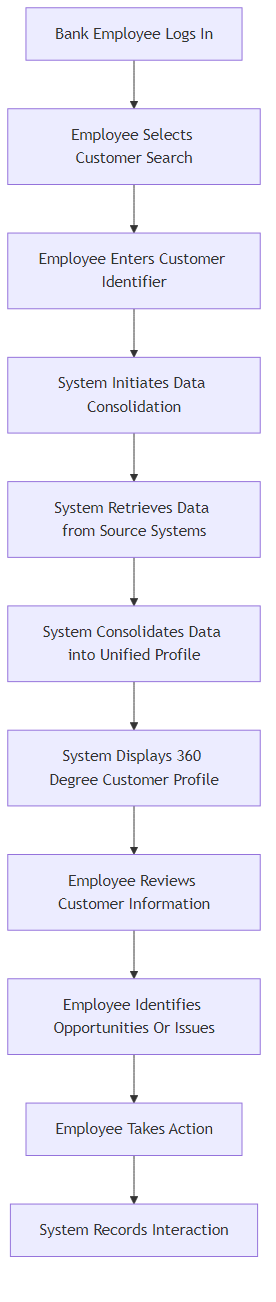 Bank Employee Logs In
Employee Selects
Customer Search
Employee Enters Customer
Identifier
System Initiates Data
Consolidation
System Retrieves Data
from Source Systems
System Consolidates Data
into Unified Profile
System Displays 360
Degree Customer Profile
Employee Reviews
Customer Information
Employee Identifies
Opportunities Or Issues
Employee Takes Action
System Records Interaction